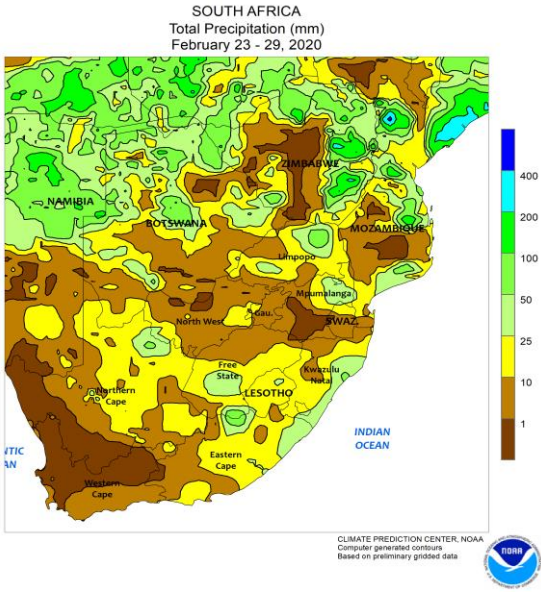 SOUTH AFRICA
Total Precipitation (mm)
February 23 - 29, 2020
ZIMBABWE
NAMIBIA
BOTSWANA
MOZAMBIQUE
Limpopo
Mpumalanga
North West
Gau.
SWAZ.
Free
State
Kwazulu
Natal
Northern
Cape
LESOTHO
Eastern
Cape
Western
Cape
NTIC
AN
INDIAN
OCEAN
400
200
100
50
25
10
1
CLIMATE PREDICTION CENTER, NOAA
Computer generated contours
Based on preliminary gridded data
NOAA